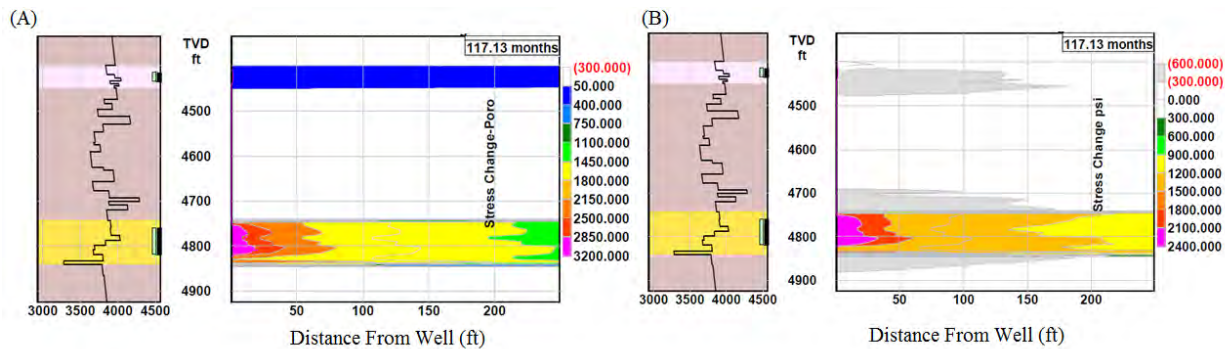 (A)
TVD
ft
4500
4600
4700
4800
4900
3000 4000 4500
117.13 months
Stress Change-Poro
(300.000)
50.000
400.000
750.000
1100.000
1450.000
1800.000
2150.000
2500.000
2850.000
3200.000
50 100 150 200
Distance From Well (ft)
(B)
TVD
ft
4500
4600
4700
4800
4900
3000 4000 4500
117.13 months
Stress Change psi
(600.000)
(300.000)
0.000
300.000
600.000
900.000
1200.000
1500.000
1800.000
2100.000
2400.000
50 100 150 200
Distance From Well (ft)